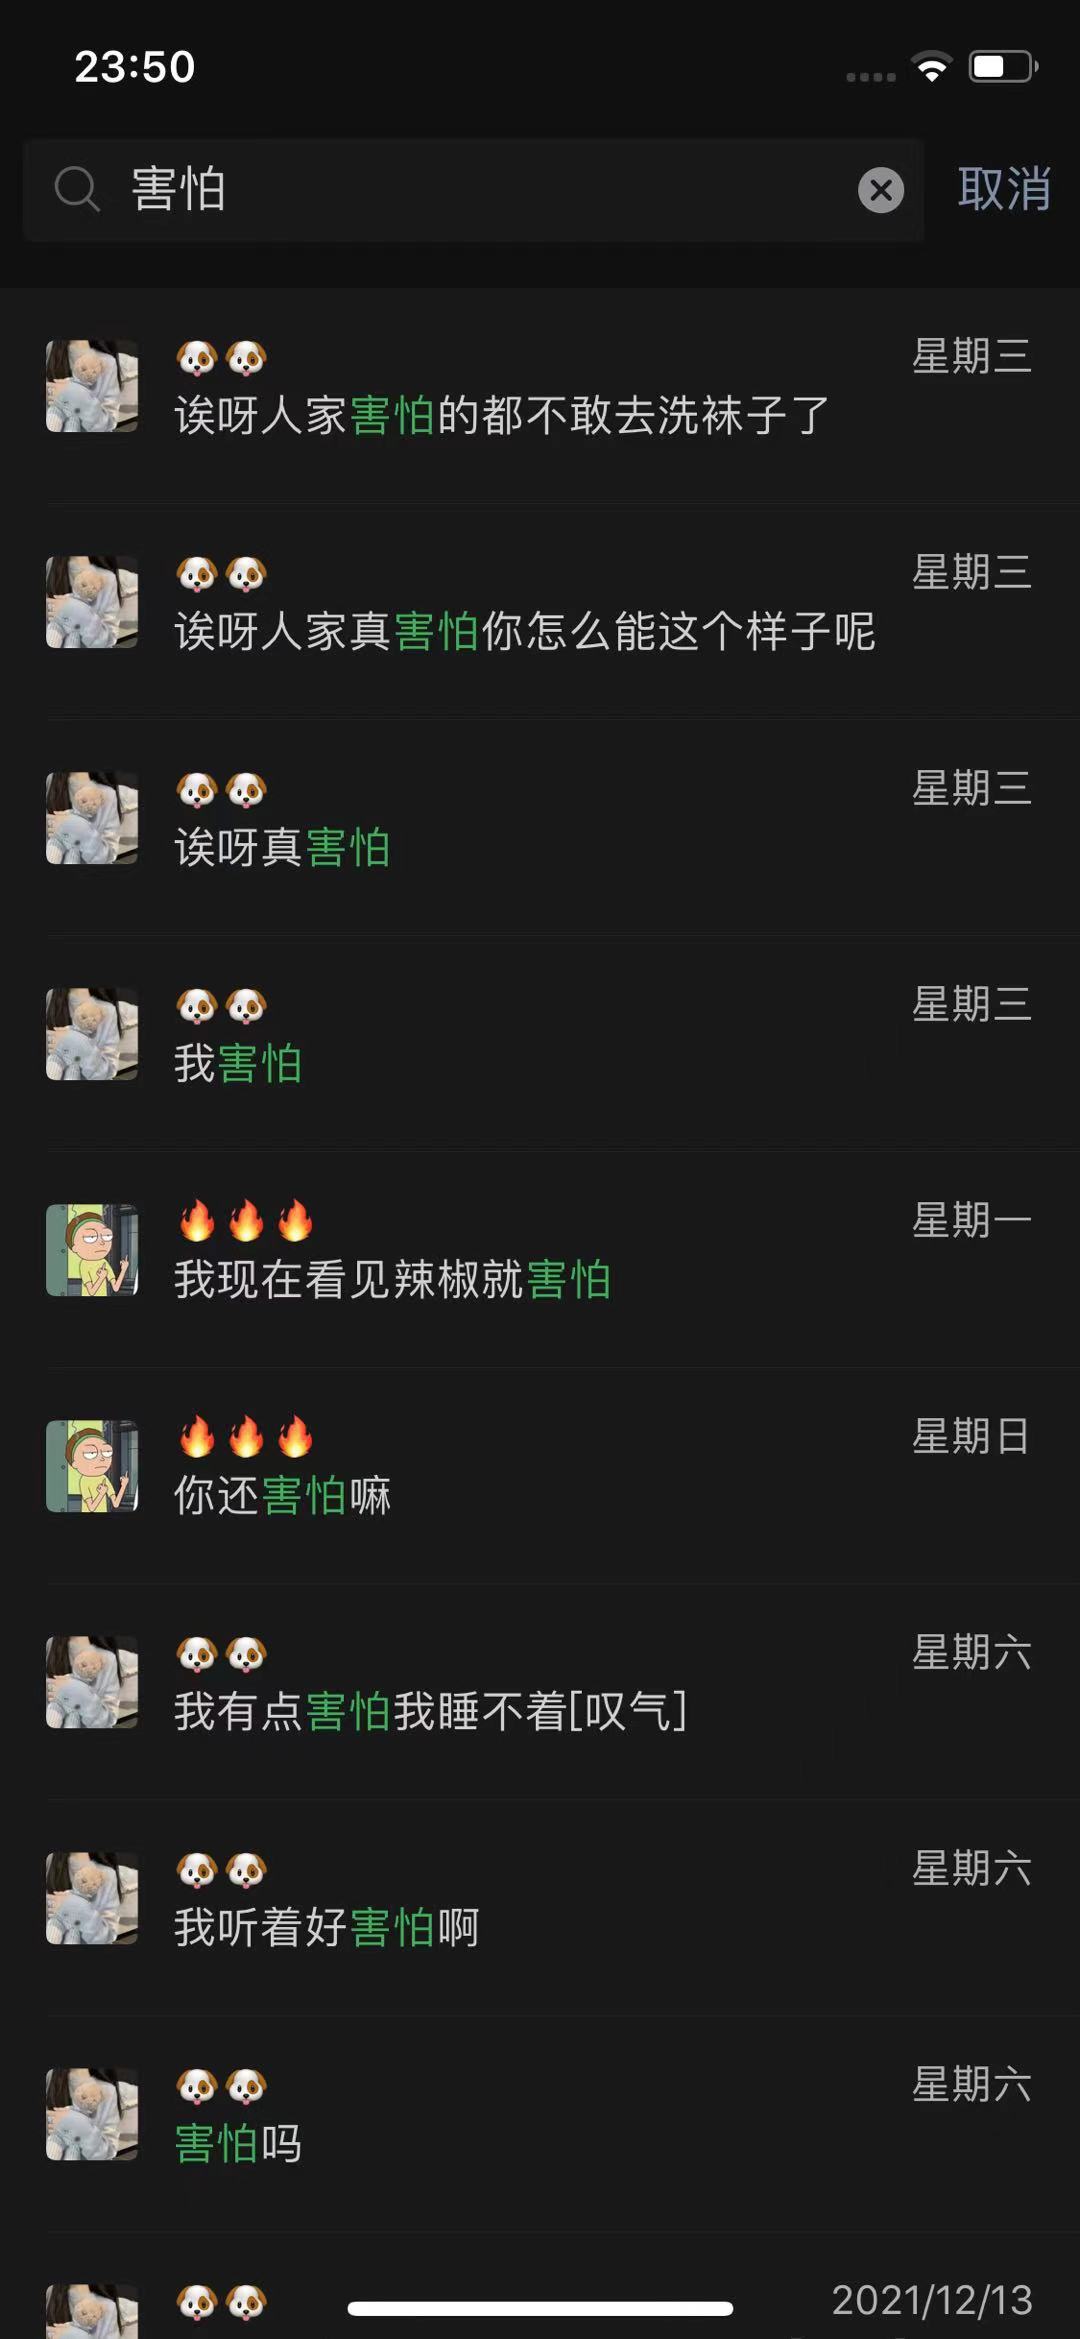 23:50
害怕
取消
🐶🐶
星期三
诶呀人家害怕的都不敢去洗袜子了
🐶🐶
星期三
诶呀人家真害怕你怎么能这个样子呢
🐶🐶
星期三
诶呀真害怕
🐶🐶
星期三
我害怕
🔥🔥🔥
星期一
我现在看见辣椒就害怕
🔥🔥🔥
星期日
你还害怕嘛
🐶🐶
星期六
我有点害怕我睡不着[叹气]
🐶🐶
星期六
我听着好害怕啊
🐶🐶
星期六
害怕吗
🐶🐶
2021/12/13